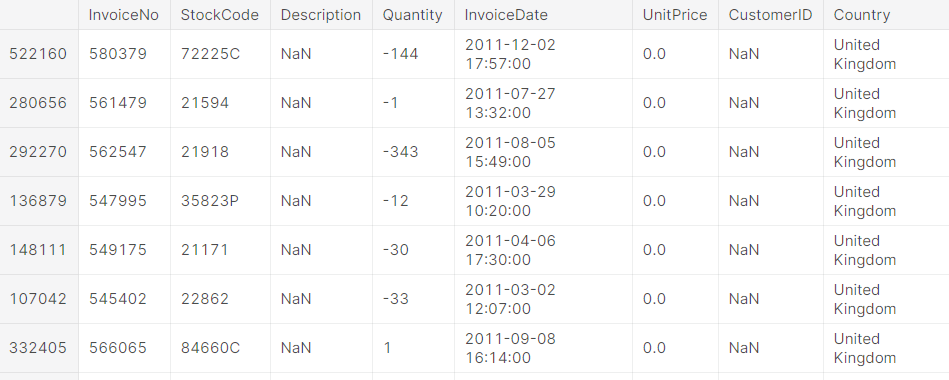 InvoiceNo StockCode Description Quantity InvoiceDate UnitPrice CustomerID Country
522160 580379 72225C NaN -144 2011-12-02 17:57:00 0.0 NaN United Kingdom
280656 561479 21594 NaN -1 2011-07-27 13:32:00 0.0 NaN United Kingdom
292270 562547 21918 NaN -343 2011-08-05 15:49:00 0.0 NaN United Kingdom
136879 547995 35823P NaN -12 2011-03-29 10:20:00 0.0 NaN United Kingdom
148111 549175 21171 NaN -30 2011-04-06 17:30:00 0.0 NaN United Kingdom
107042 545402 22862 NaN -33 2011-03-02 12:07:00 0.0 NaN United Kingdom
332405 566065 84660C NaN 1 2011-09-08 16:14:00 0.0 NaN United Kingdom